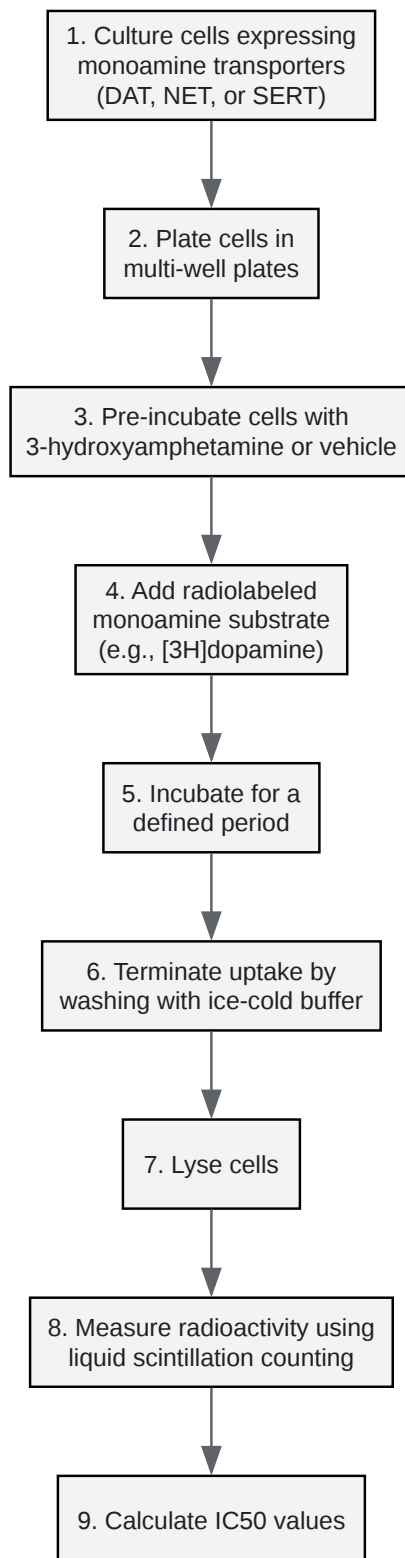 1. Culture cells expressing
monoamine transporters
(DAT, NET, or SERT)
2. Plate cells in
multi-well plates
3. Pre-incubate cells with
3-hydroxyamphetamine or vehicle
4. Add radiolabeled
monoamine substrate
(e.g., [3H]dopamine)
5. Incubate for a
defined period
6. Terminate uptake by
washing with ice-cold buffer
7. Lyse cells
8. Measure radioactivity using
liquid scintillation counting
9. Calculate IC50 values